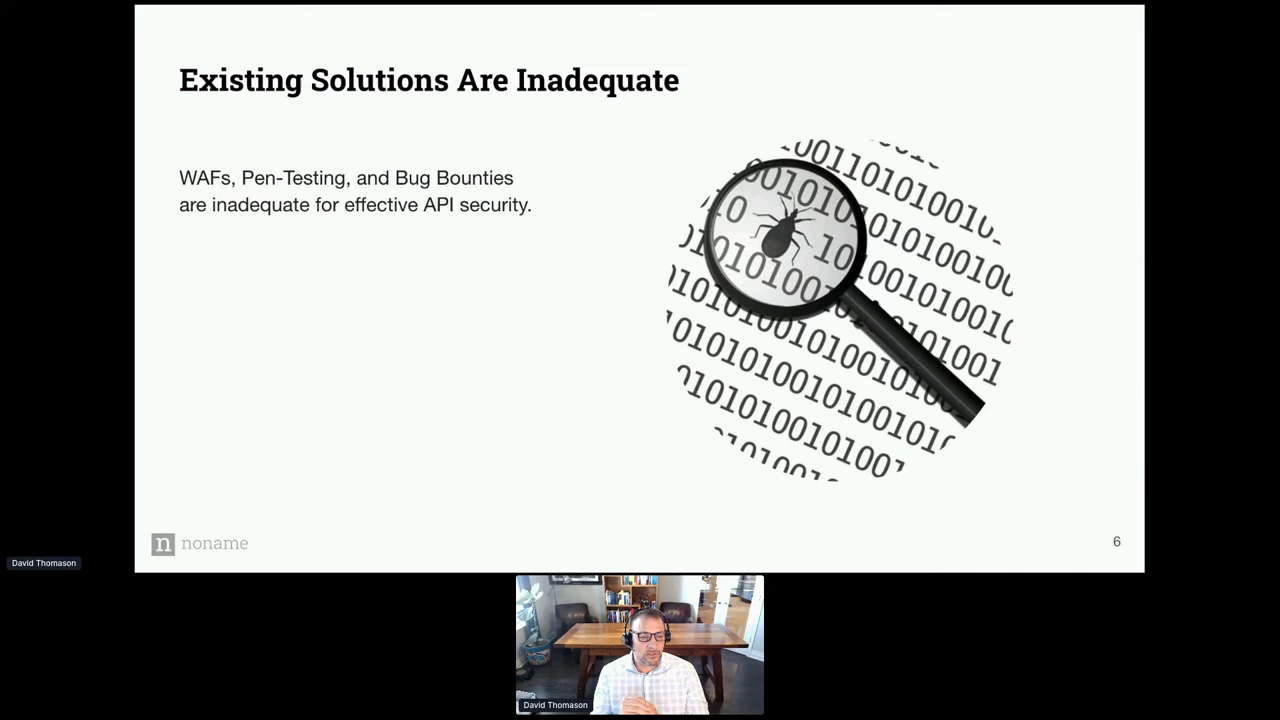 Existing Solutions Are Inadequate
WAFs, Pen-Testing, and Bug Bounties
are inadequate for effective API security.
n noname
6
David Thomason
David Thomason